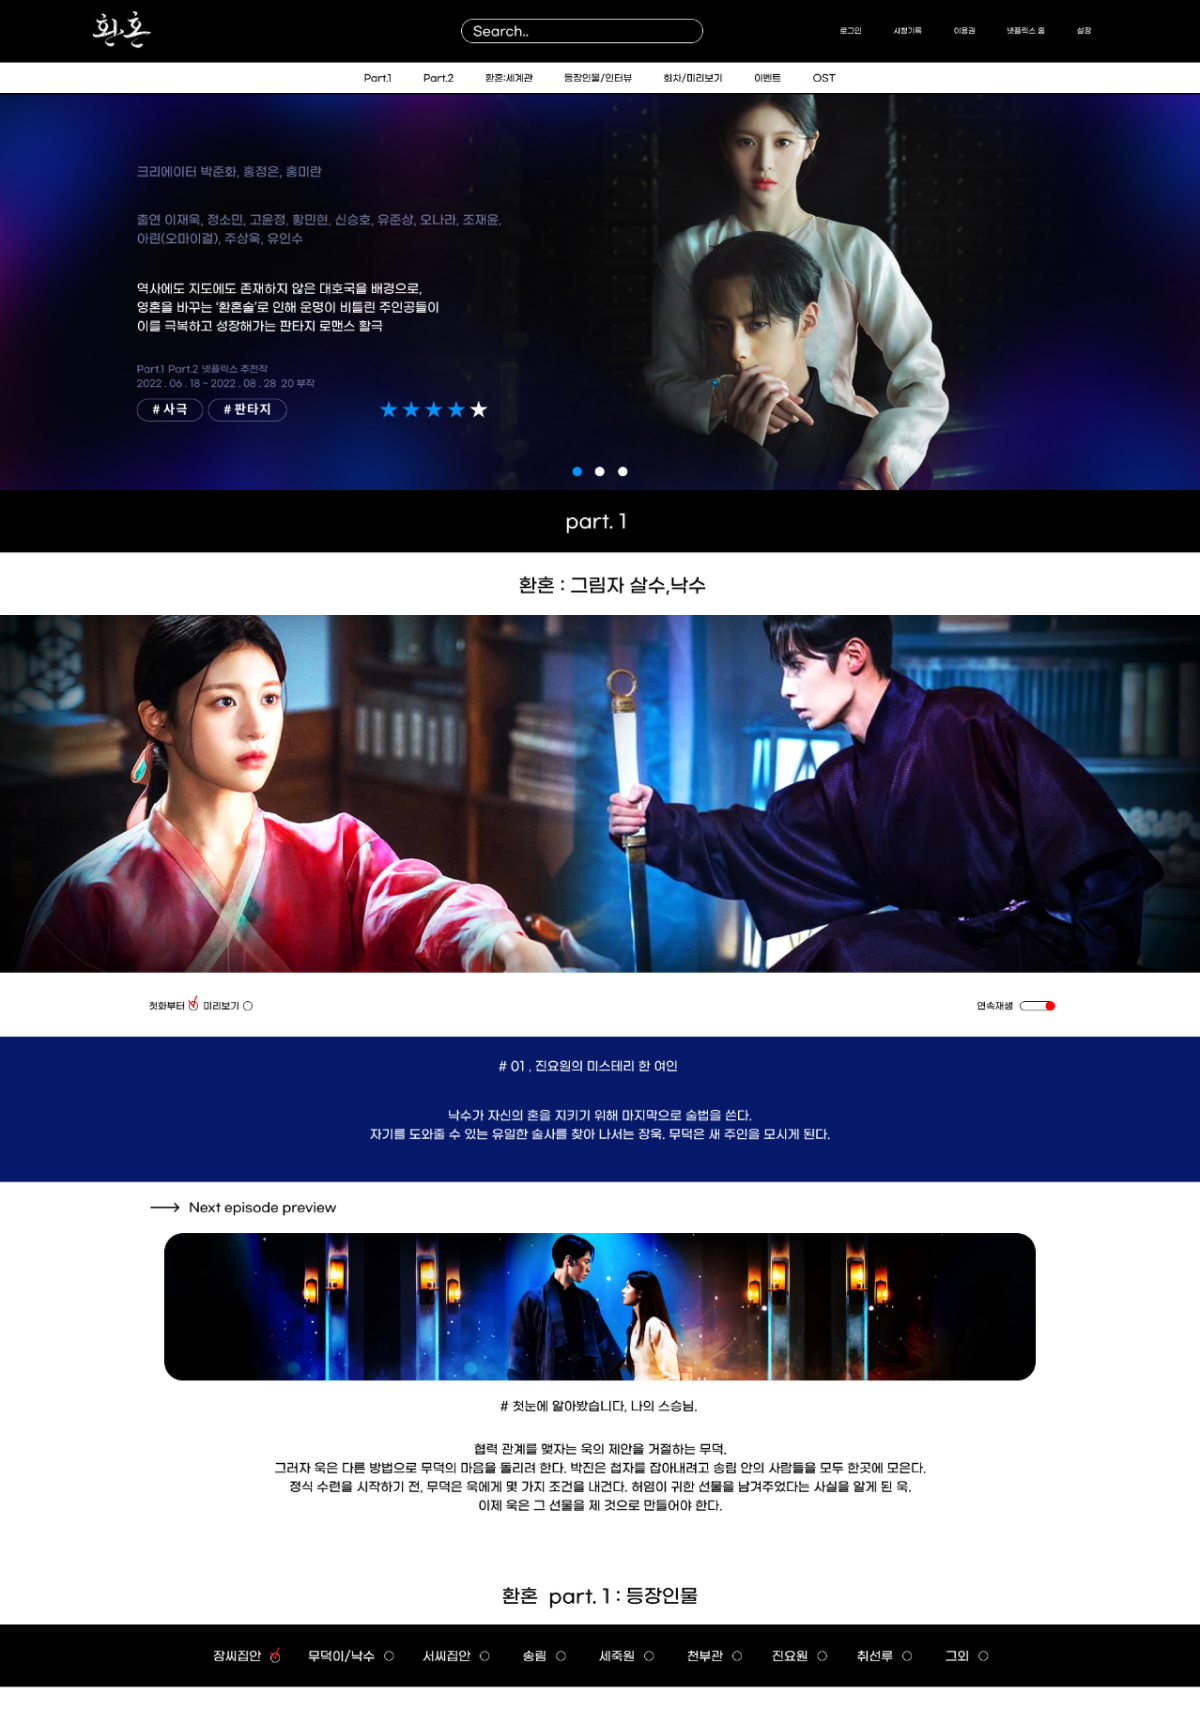 환혼
Search..
로그인 시청기록 이용권 넷플릭스 홈 설정
Part.1 Part.2 환혼:세계관 등장인물/인터뷰 회차/미리보기 이벤트 OST
크리에이터 박준화, 홍정은, 홍미란
출연 이재욱, 정소민, 고윤정, 황민현, 신승호, 유준상, 오나라, 조재윤,
아린(오마이걸), 주상욱, 유인수
역사에도 지도에도 존재하지 않은 대호국을 배경으로,
영혼을 바꾸는 ‘환혼술’로 인해 운명이 비틀린 주인공들이
이를 극복하고 성장해가는 판타지 로맨스 활극
Part.1 Part.2 넷플릭스 추천작
2022 . 06 . 18 ~ 2022 . 08 . 28 20 부작
# 사극 # 판타지
part. 1
환혼 : 그림자 살수,낙수
첫화부터 미리보기 연속재생
# 01 , 진요원의 미스테리 한 여인
낙수가 자신의 혼을 지키기 위해 마지막으로 술법을 쓴다.
자기를 도와줄 수 있는 유일한 술사를 찾아 나서는 장욱. 무덕은 새 주인을 모시게 된다.
Next episode preview
# 첫눈에 알아봤습니다, 나의 스승님.
협력 관계를 맺자는 욱의 제안을 거절하는 무덕.
그러자 욱은 다른 방법으로 무덕의 마음을 돌리려 한다. 박진은 첩자를 잡아내려고 송림 안의 사람들을 모두 한곳에 모은다.
정식 수련을 시작하기 전, 무덕은 욱에게 몇 가지 조건을 내건다. 허염이 귀한 선물을 남겨주었다는 사실을 알게 된 욱.
이제 욱은 그 선물을 제 것으로 만들어야 한다.
환혼 part. 1 : 등장인물
장씨집안 무덕이/낙수 서씨집안 송림 세죽원 천부관 진요원 취선루 그외